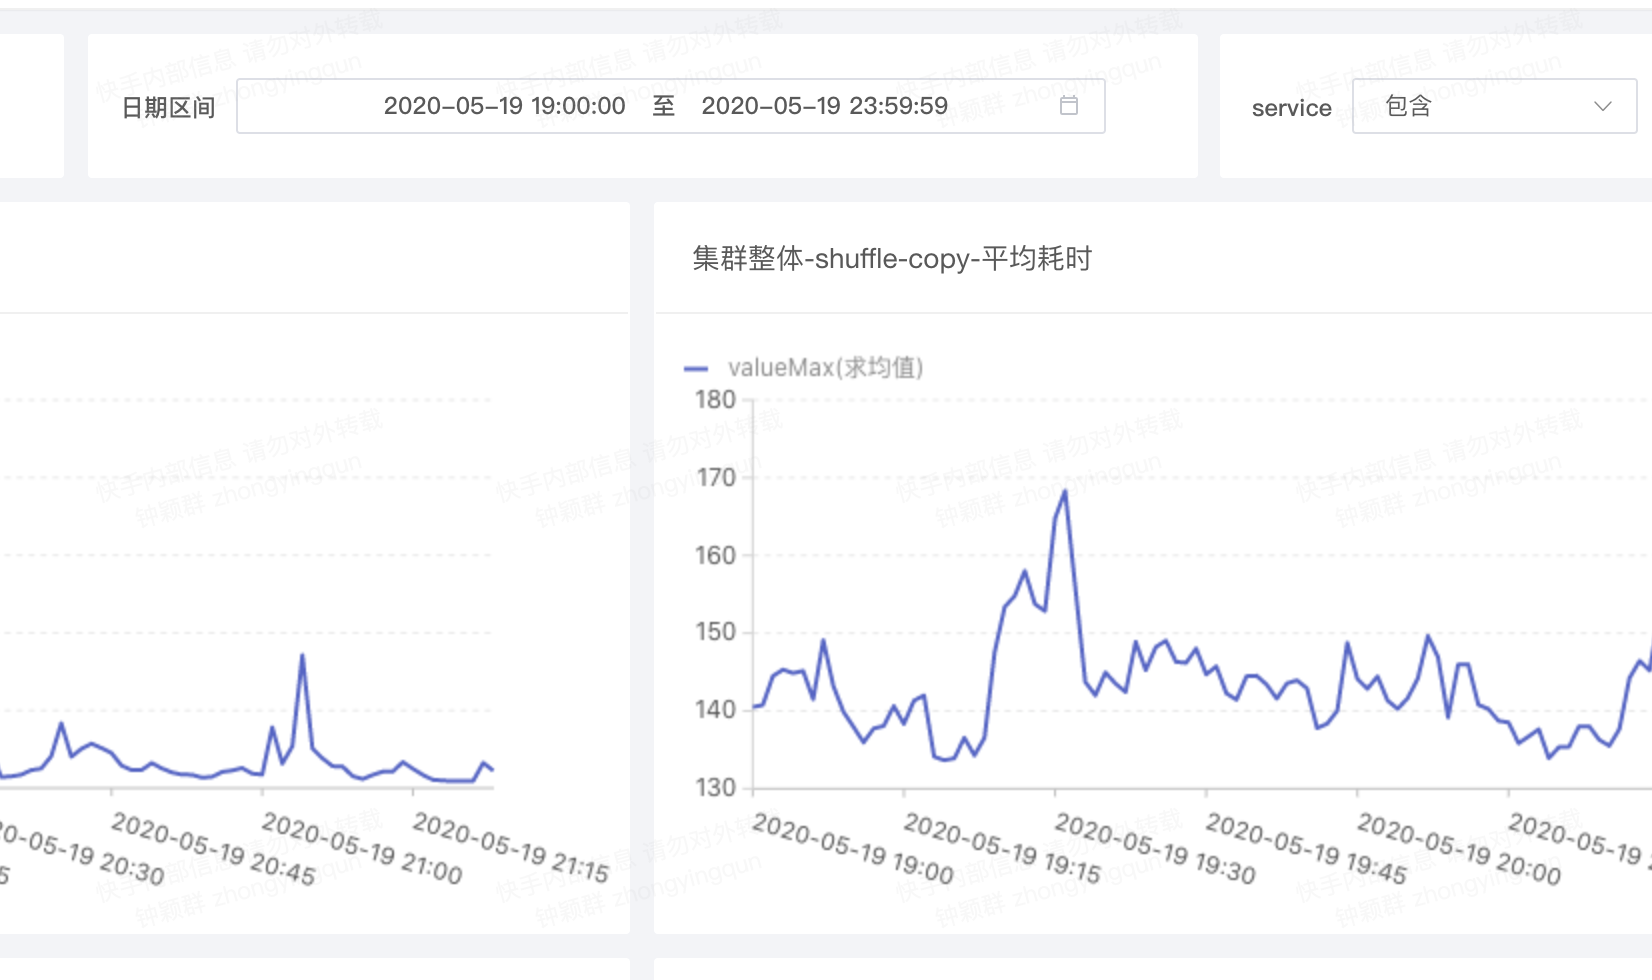 日期区间
2020-05-19 19:00:00 至 2020-05-19 23:59:59
service
包含
2020-05-19 20:30
2020-05-19 20:45
2020-05-19 21:00
2020-05-19 21:15
集群整体-shuffle-copy-平均耗时
valueMax(求均值)
180
170
160
150
140
130
2020-05-19 19:00
2020-05-19 19:15
2020-05-19 19:30
2020-05-19 19:45
2020-05-19 20:00
2020-05-19
快手内部信息 请勿对外转载
钟颖群 zhongyingqun